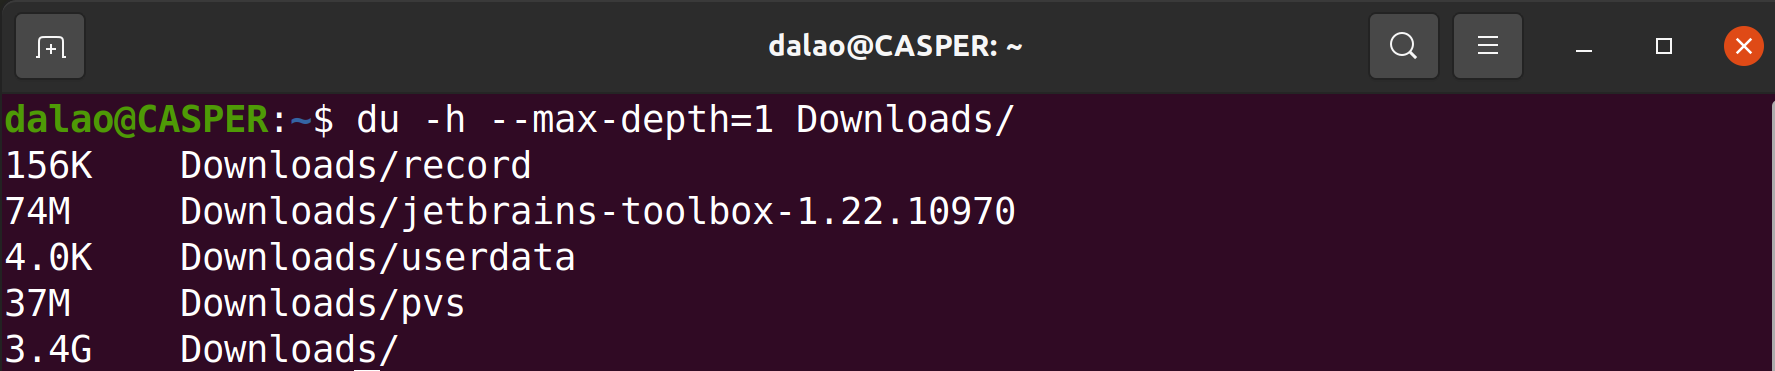 dalao@CASPER: ~
dalao@CASPER:~$ du -h --max-depth=1 Downloads/
156K    Downloads/record
74M     Downloads/jetbrains-toolbox-1.22.10970
4.0K    Downloads/userdata
37M     Downloads/pvs
3.4G    Downloads/